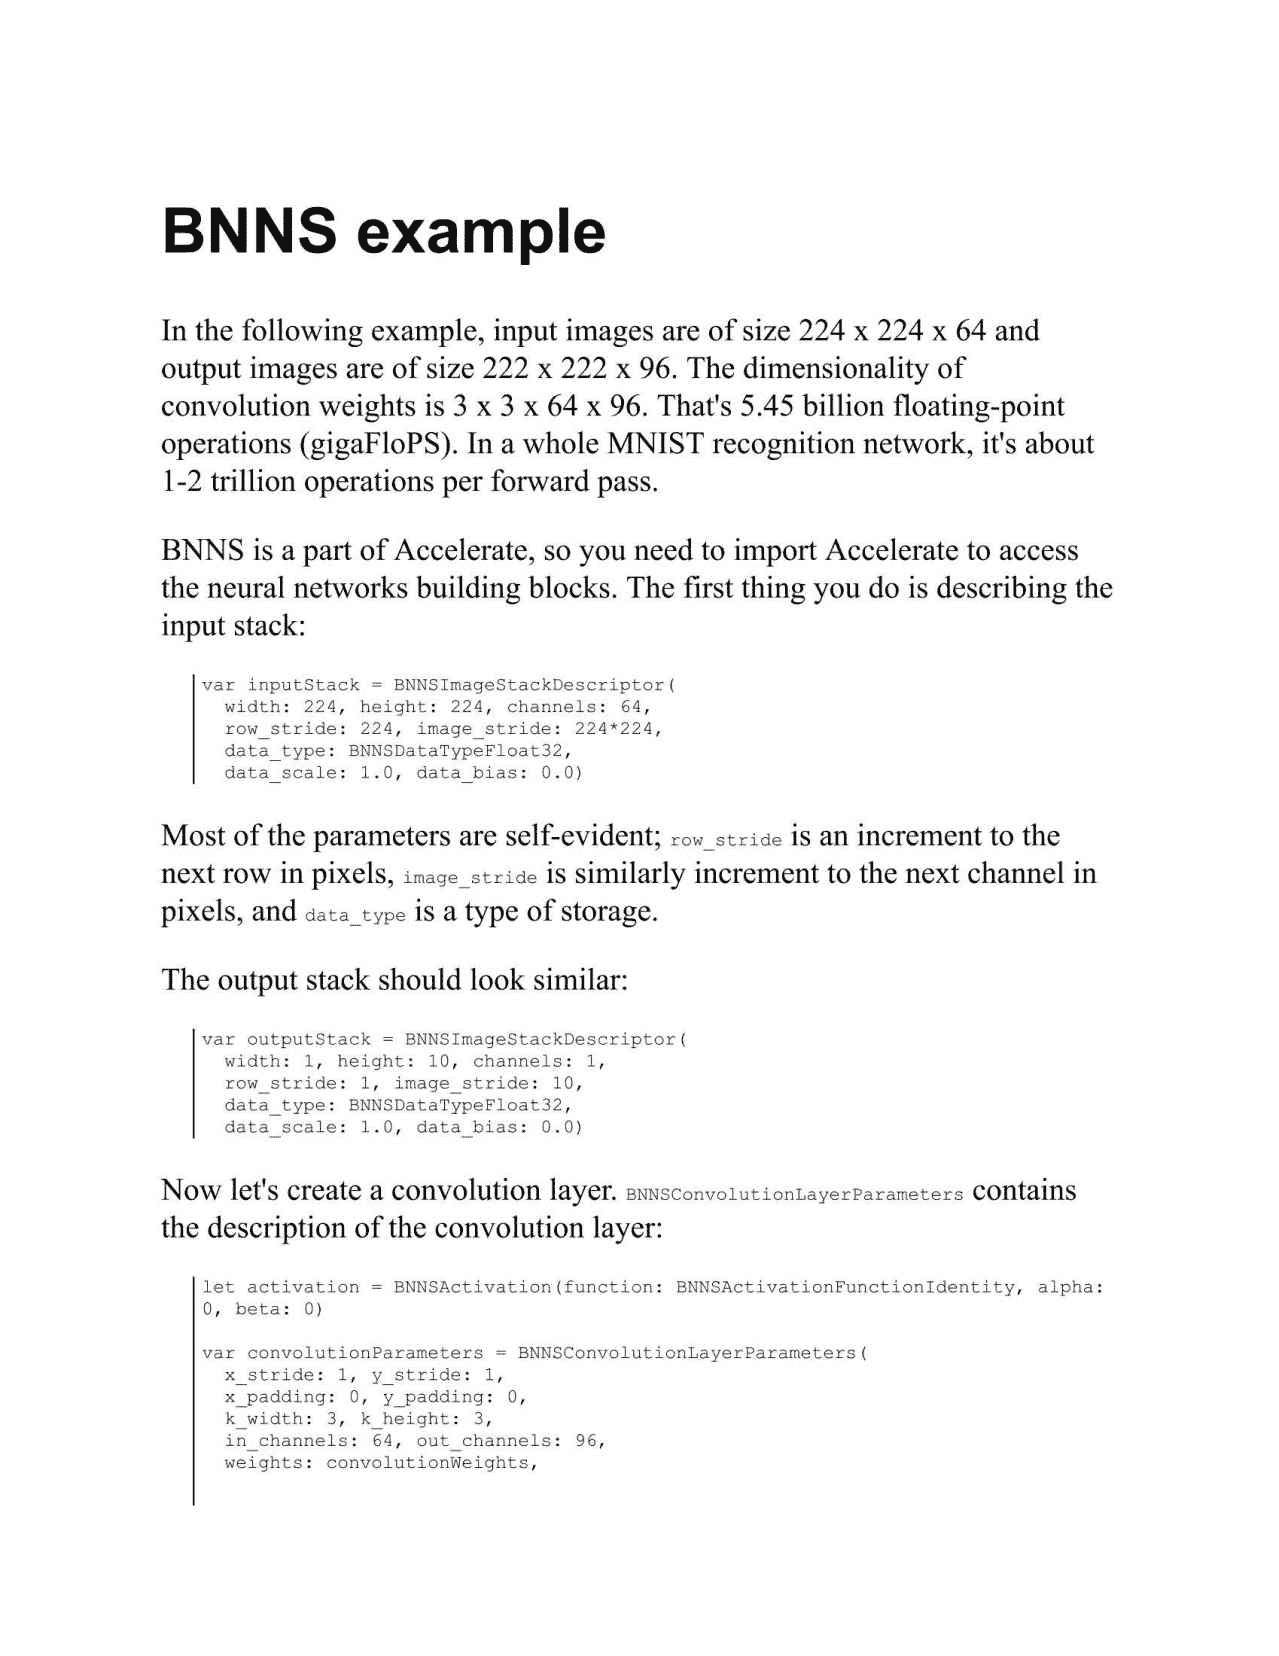 BNNS example
In the following example, input images are of size 224 x 224 x 64 and
output images are of size 222 x 222 x 96. The dimensionality of
convolution weights is 3 x 3 x 64 x 96. That's 5.45 billion floating-point
operations (gigaFloPS). In a whole MNIST recognition network, it's about
1-2 trillion operations per forward pass.
BNNS is a part of Accelerate, so you need to import Accelerate to access
the neural networks building blocks. The first thing you do is describing the
input stack:
var inputStack = BNNSImageStackDescriptor(
  width: 224, height: 224, channels: 64,
  row_stride: 224, image_stride: 224*224,
  data_type: BNNSDataTypeFloat32,
  data_scale: 1.0, data_bias: 0.0)
Most of the parameters are self-evident; row_stride is an increment to the
next row in pixels, image_stride is similarly increment to the next channel in
pixels, and data_type is a type of storage.
The output stack should look similar:
var outputStack = BNNSImageStackDescriptor(
  width: 1, height: 10, channels: 1,
  row_stride: 1, image_stride: 10,
  data_type: BNNSDataTypeFloat32,
  data_scale: 1.0, data_bias: 0.0)
Now let's create a convolution layer. BNNSConvolutionLayerParameters contains
the description of the convolution layer:
let activation = BNNSActivation(function: BNNSActivationFunctionIdentity, alpha:
0, beta: 0)
var convolutionParameters = BNNSConvolutionLayerParameters(
  x_stride: 1, y_stride: 1,
  x_padding: 0, y_padding: 0,
  k_width: 3, k_height: 3,
  in_channels: 64, out_channels: 96,
  weights: convolutionWeights,